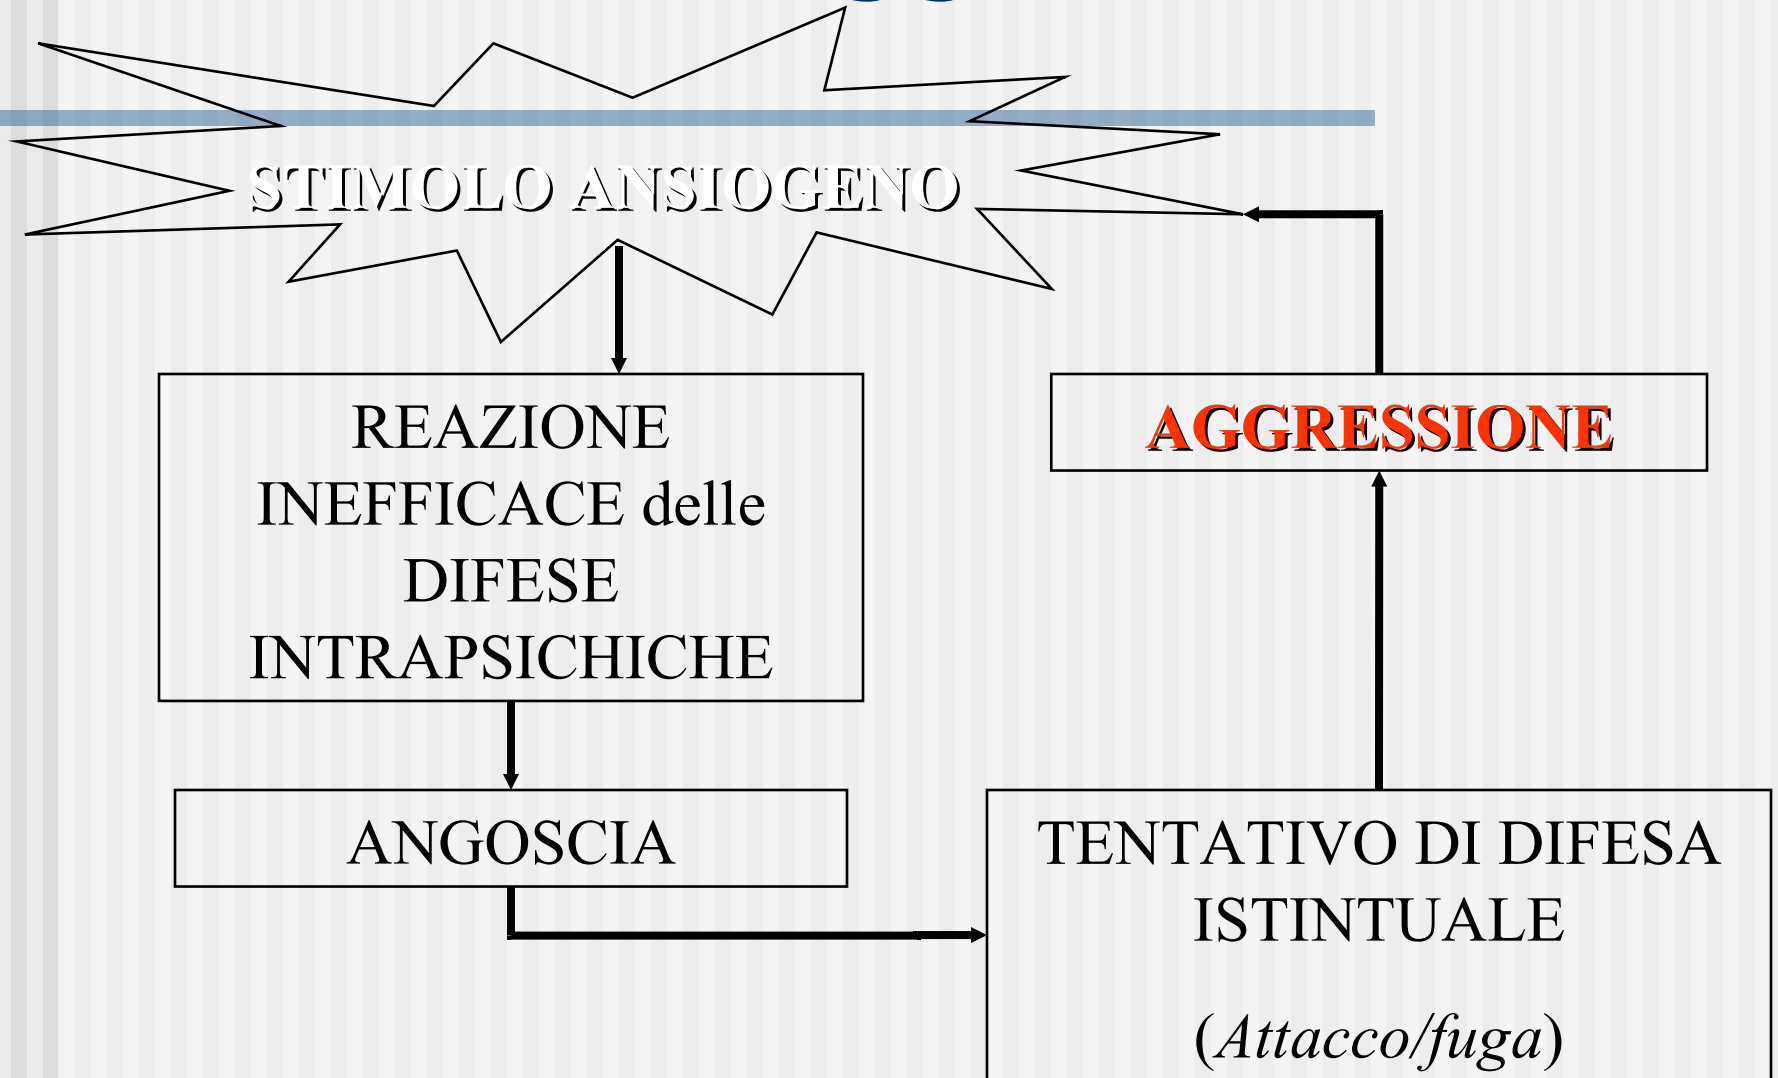 STIMOLO ANSIOGENO
REAZIONE
INEFFICACE delle
DIFESE
INTRAPSICHICHE
ANGOSCIA
TENTATIVO DI DIFESA
ISTINTUALE
(Attacco/fuga)
AGGRESSIONE